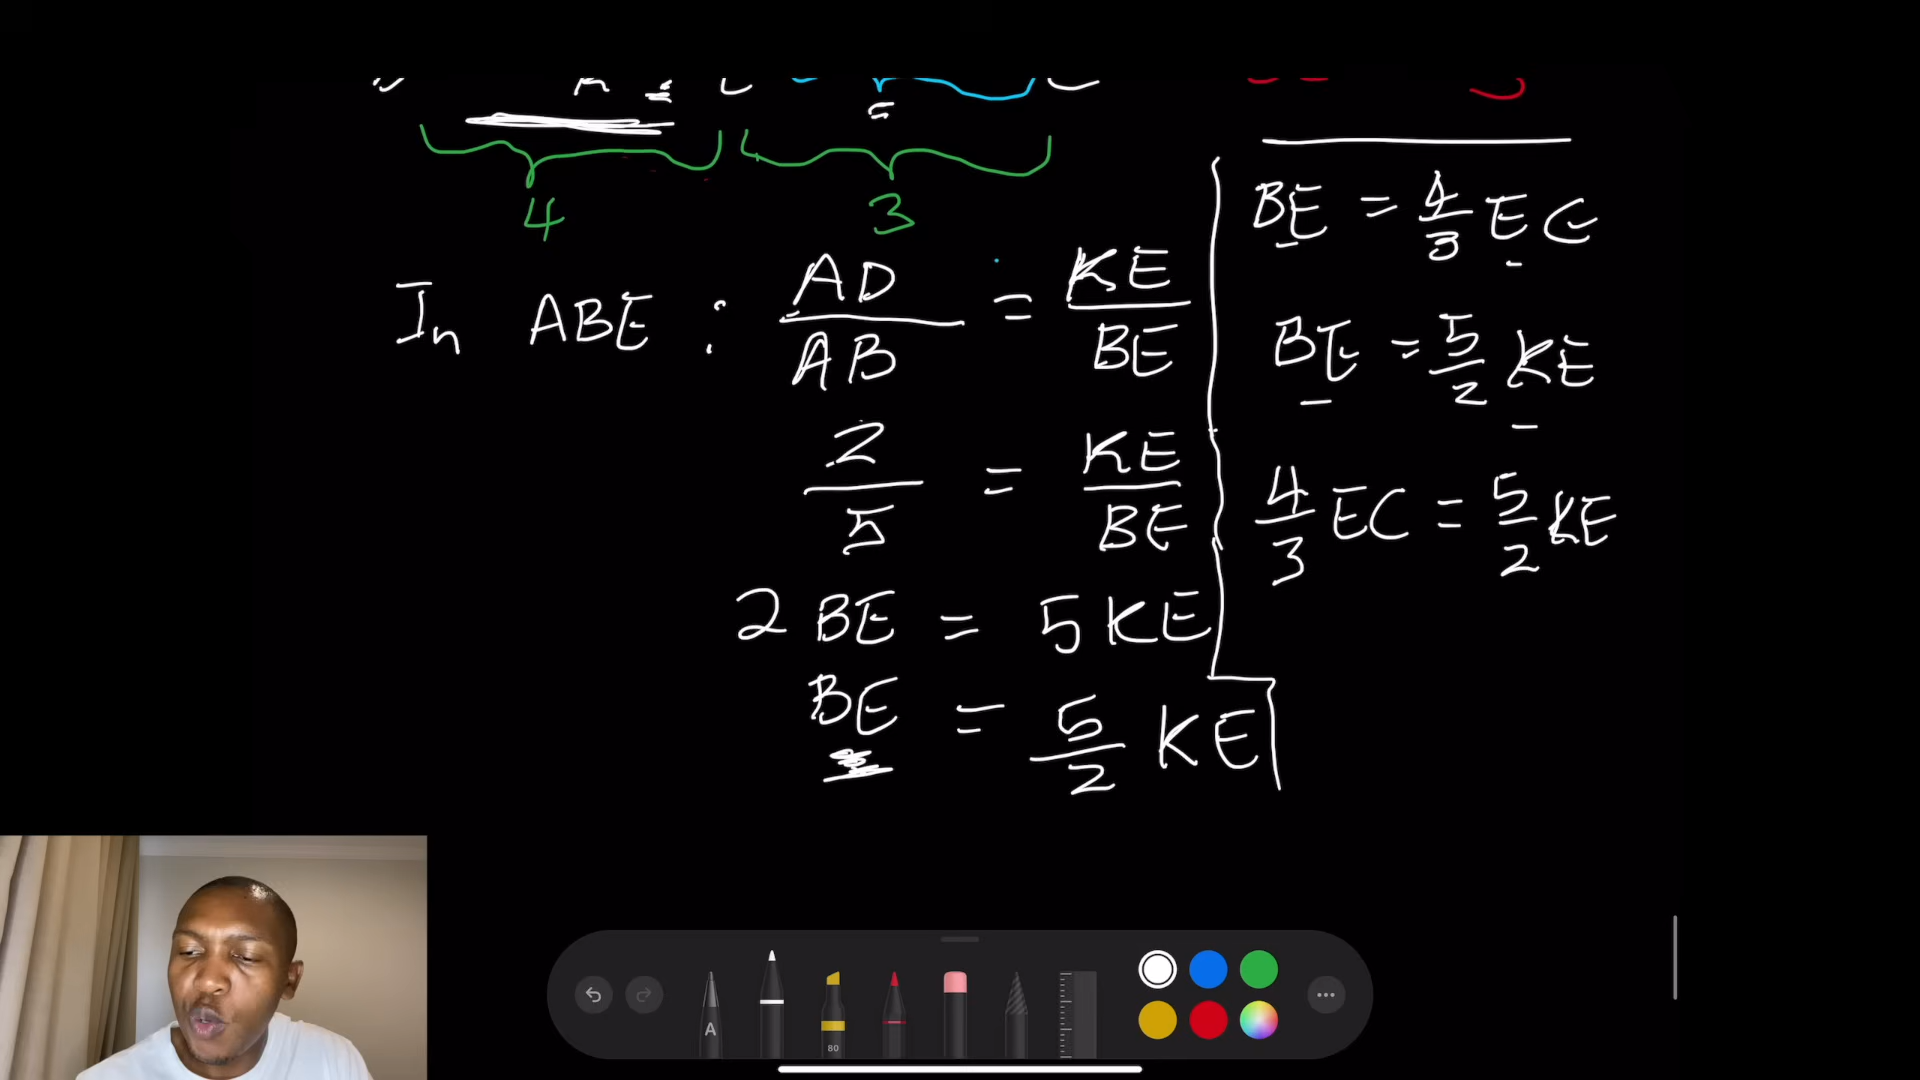 4 3
In ABE : AD/AB = KE/BE
2/5 = KE/BE
2 BE = 5 KE
BE = 5/2 KE
BE = 4/3 EC
BE = 5/2 KE
4/3 EC = 5/2 KE
A
80